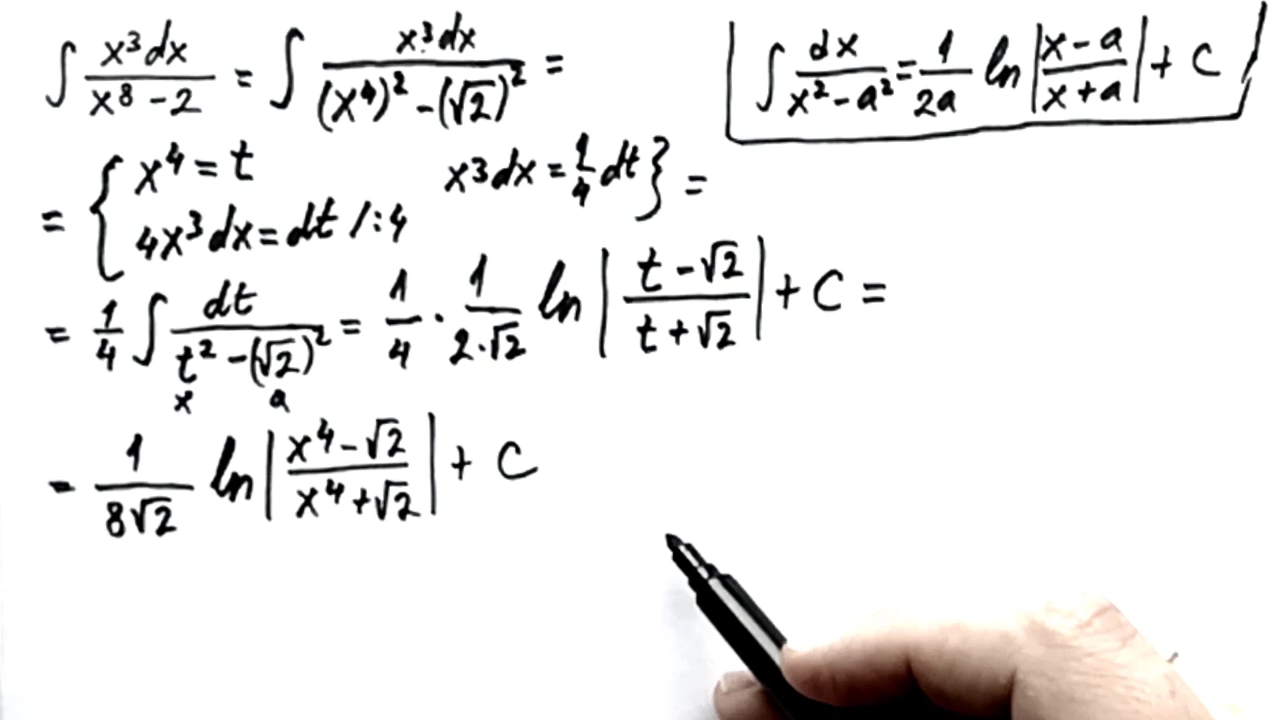 ∫ x³dx / (x⁸ − 2) = ∫ x³dx / ((x⁴)² − (√2)²) =
∫ dx / (x² − a²) = 1/(2a) ln |(x − a)/(x + a)| + C
= { x⁴ = t    x³dx = 1/4 dt } =
4x³dx = dt /:4
= 1/4 ∫ dt / (t² − (√2)²) = 1/4 · 1/(2·√2) ln |(t − √2)/(t + √2)| + C =
x a
= 1/(8√2) ln |(x⁴ − √2)/(x⁴ + √2)| + C